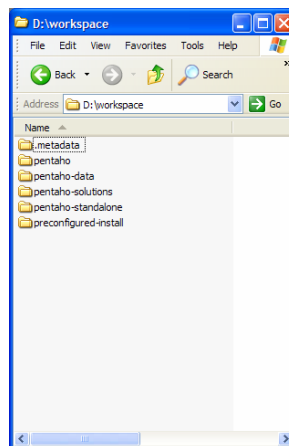 D:\workspace
File Edit View Favorites Tools Help
Back Search »
Address D:\workspace Go
Name
.metadata
pentaho
pentaho-data
pentaho-solutions
pentaho-standalone
preconfigured-install